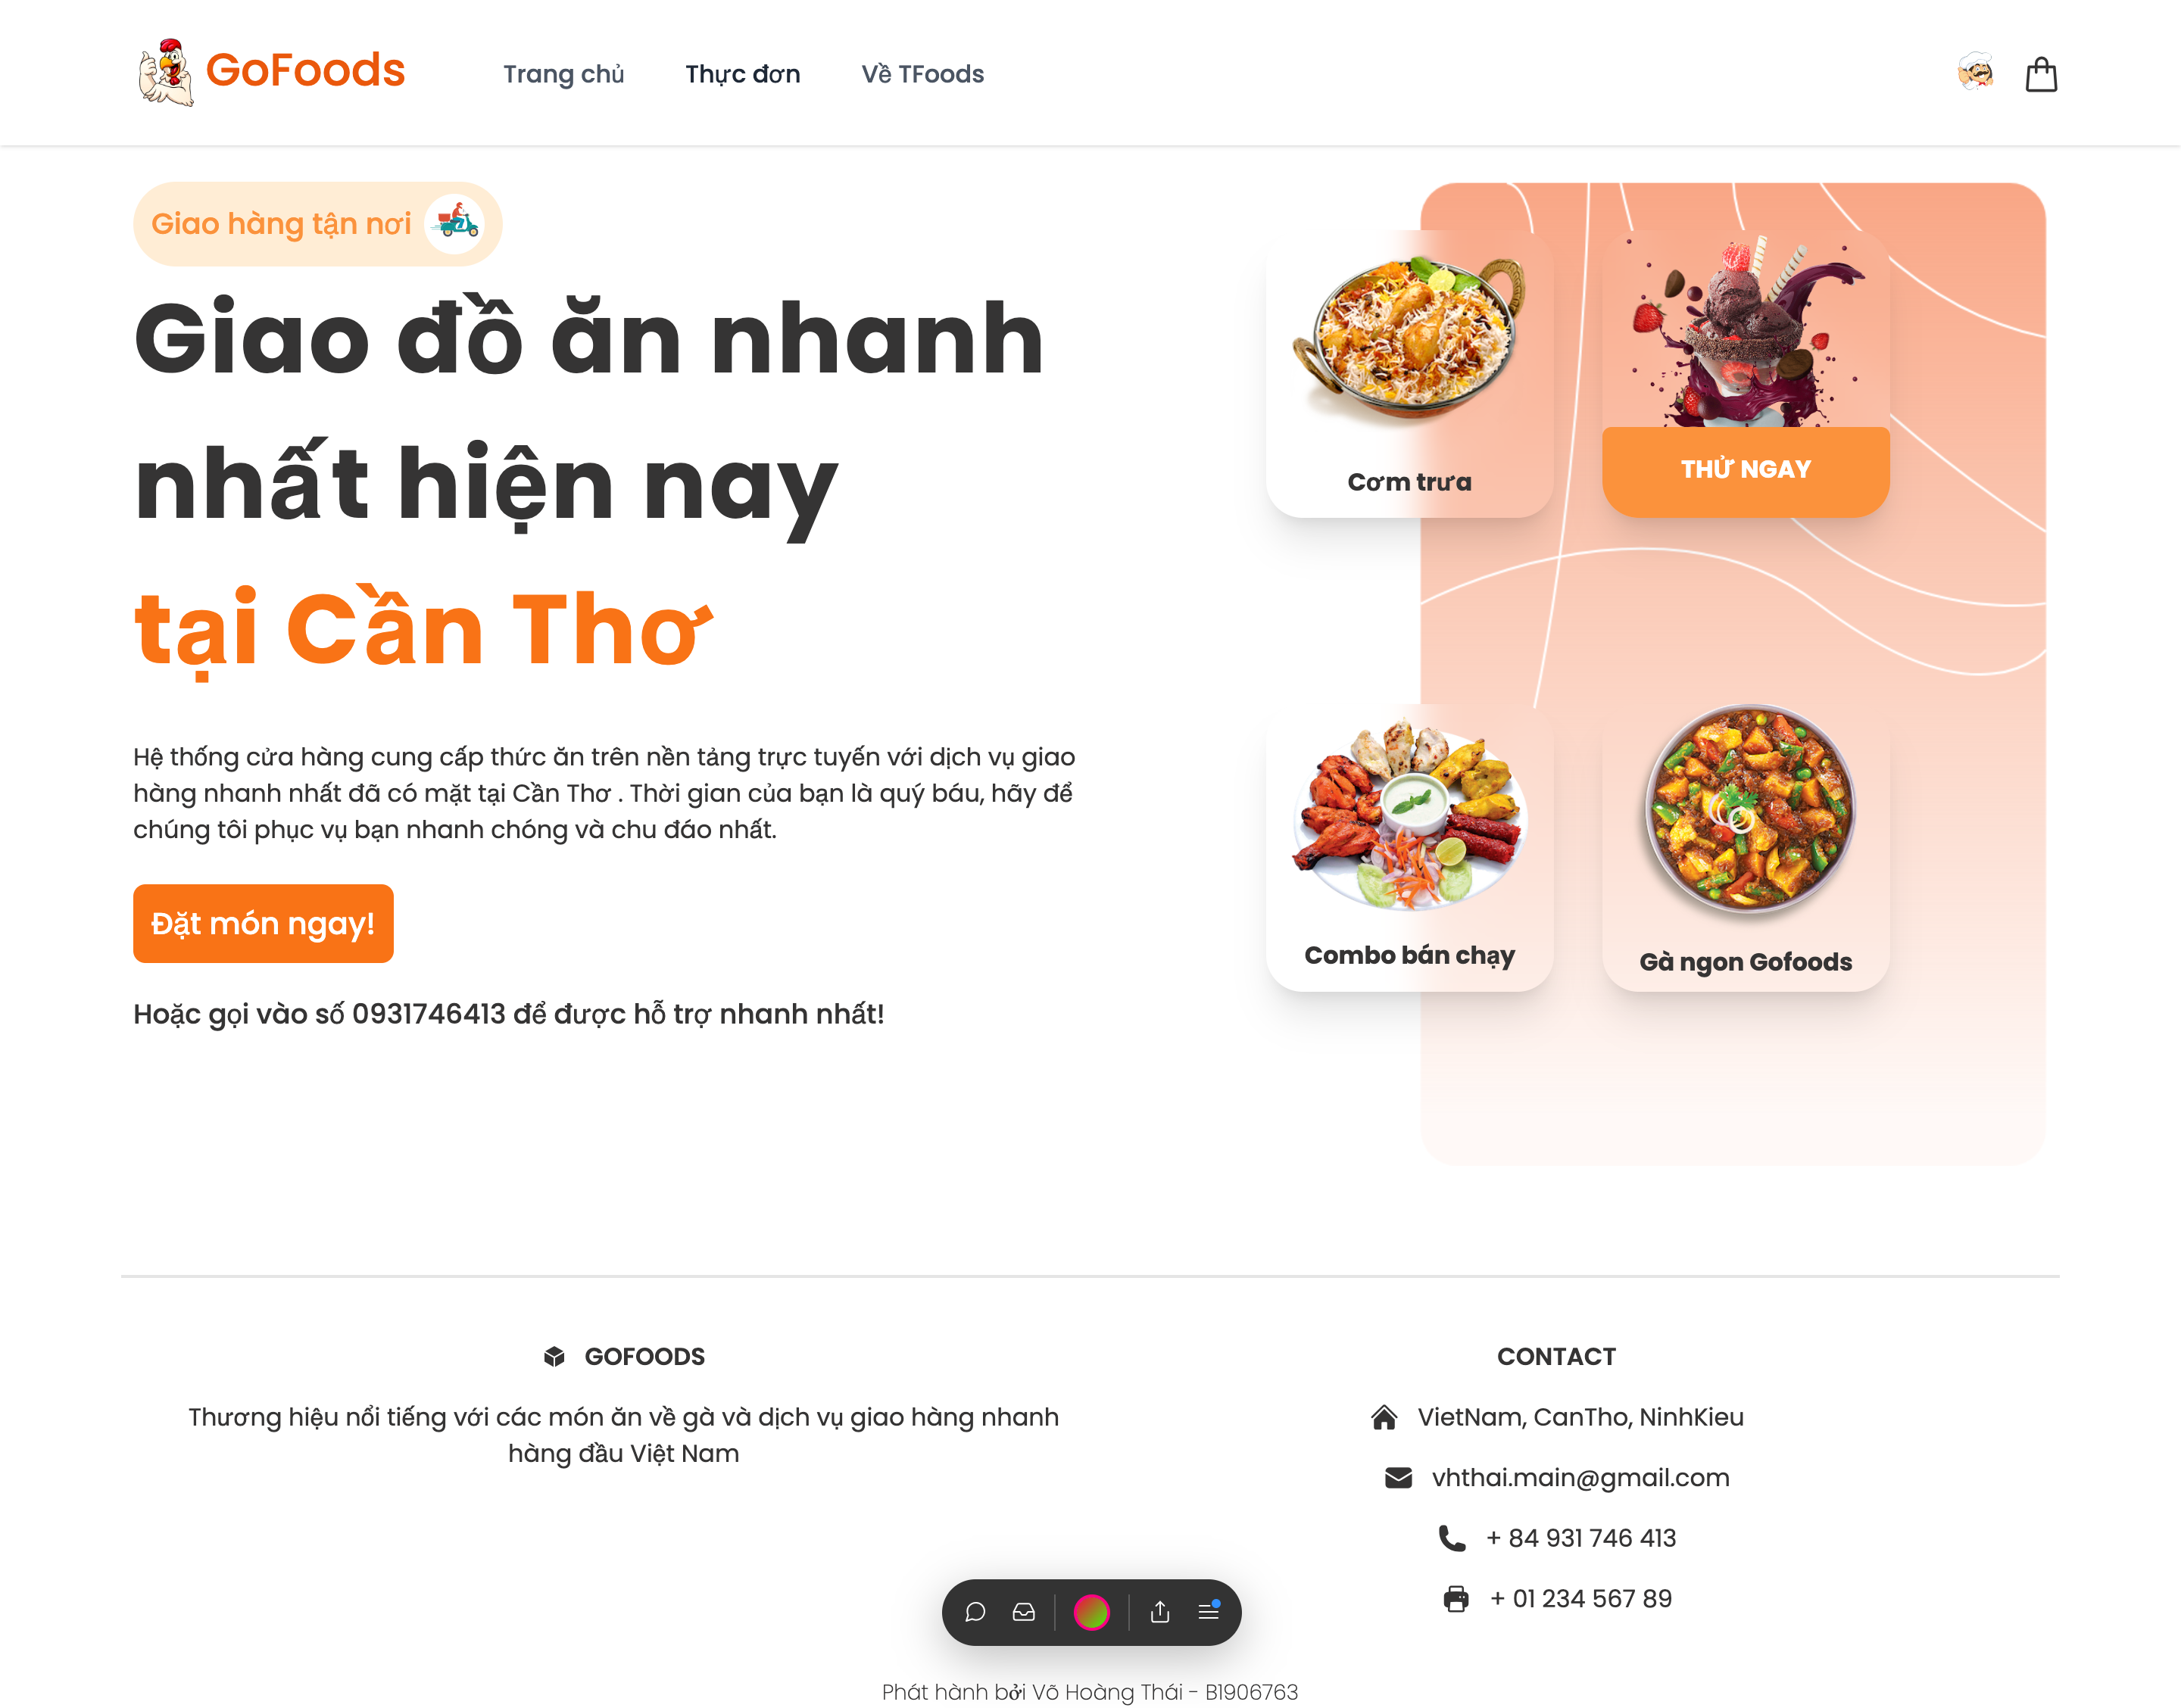 GoFoods
Trang chủ
Thực đơn
Về TFoods
Giao hàng tận nơi
Giao đồ ăn nhanh
nhất hiện nay
tại Cần Thơ
Hệ thống cửa hàng cung cấp thức ăn trên nền tảng trực tuyến với dịch vụ giao
hàng nhanh nhất đã có mặt tại Cần Thơ . Thời gian của bạn là quý báu, hãy để
chúng tôi phục vụ bạn nhanh chóng và chu đáo nhất.
Đặt món ngay!
Hoặc gọi vào số 0931746413 để được hỗ trợ nhanh nhất!
Cơm trưa
THỬ NGAY
Combo bán chạy
Gà ngon Gofoods
GOFOODS
Thương hiệu nổi tiếng với các món ăn về gà và dịch vụ giao hàng nhanh
hàng đầu Việt Nam
CONTACT
VietNam, CanTho, NinhKieu
vhthai.main@gmail.com
+ 84 931 746 413
+ 01 234 567 89
Phát hành bởi Võ Hoàng Thái - B1906763